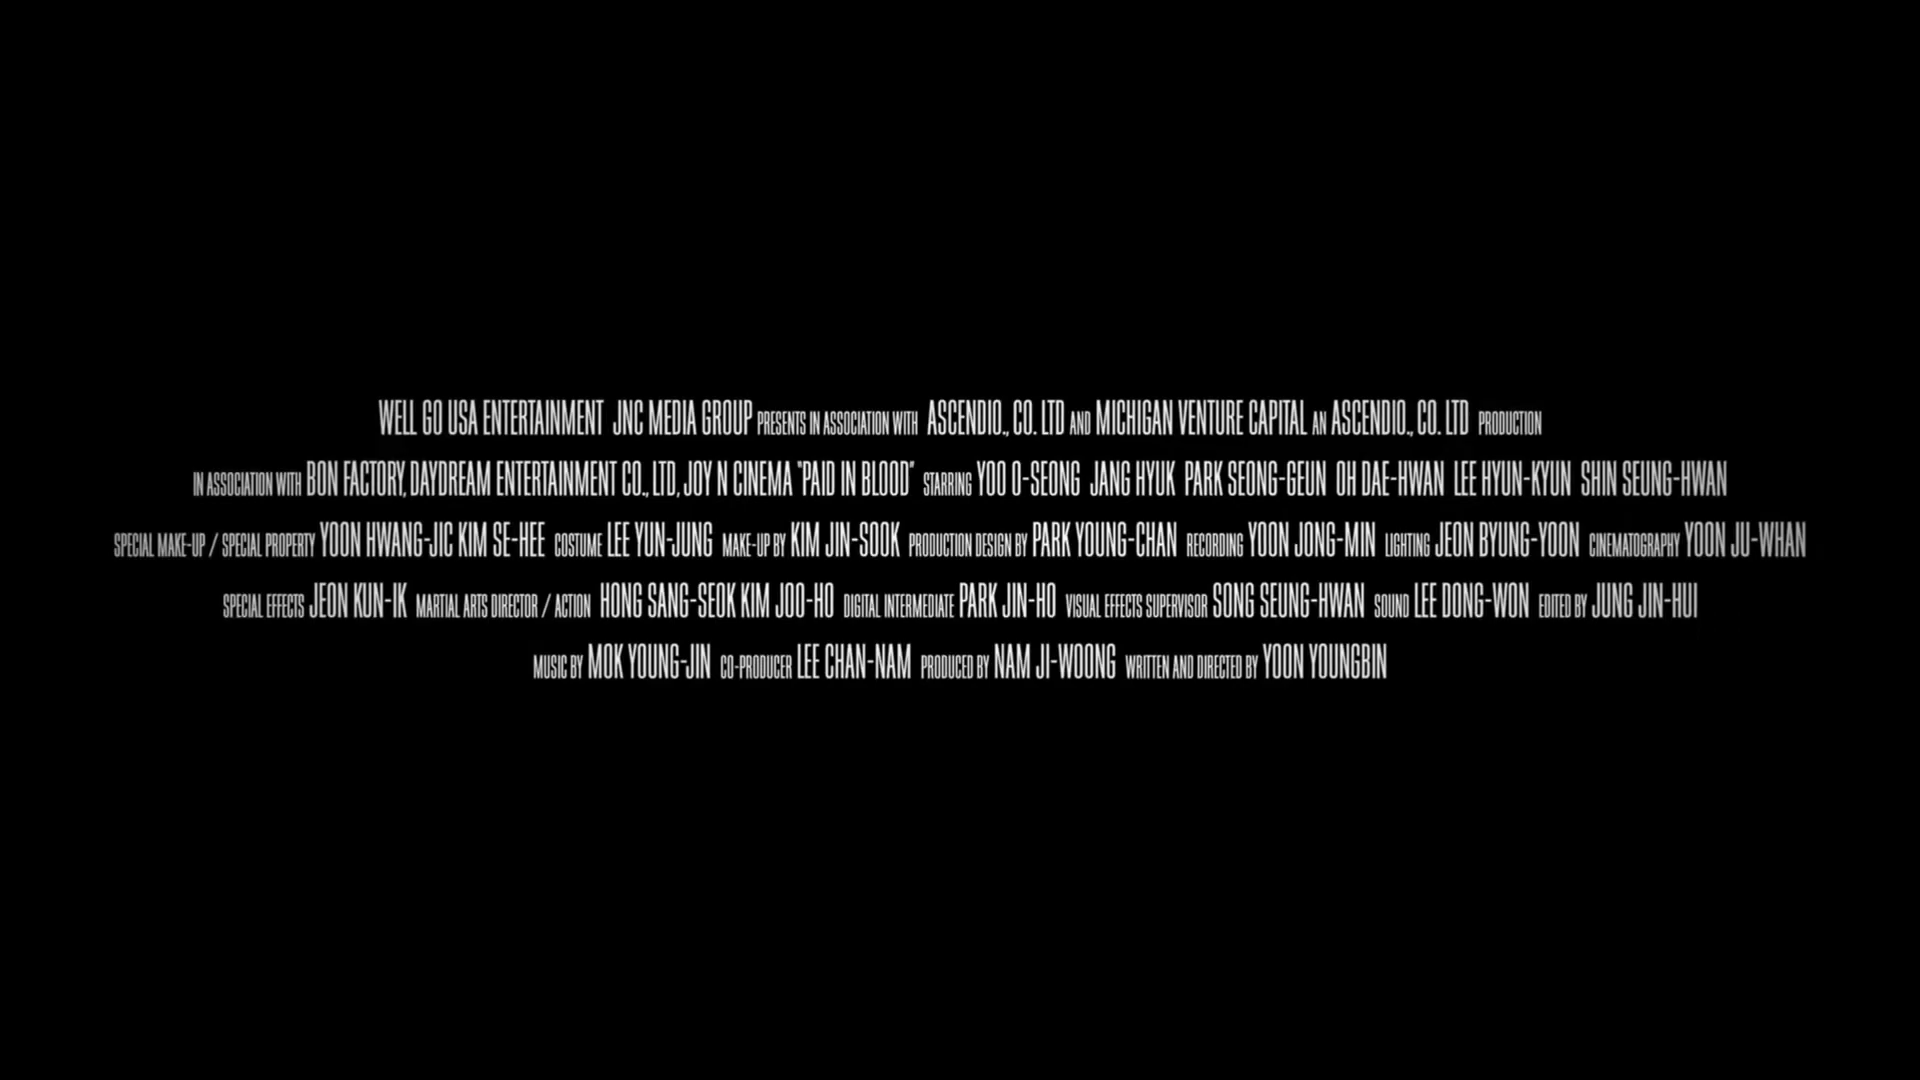 WELL GO USA ENTERTAINMENT JNC MEDIA GROUP PRESENTS IN ASSOCIATION WITH ASCENDIO., CO. LTD AND MICHIGAN VENTURE CAPITAL AN ASCENDIO., CO. LTD PRODUCTION
IN ASSOCIATION WITH BON FACTORY, DAYDREAM ENTERTAINMENT CO., LTD, JOY N CINEMA "PAID IN BLOOD" STARRING YOO O-SEONG JANG HYUK PARK SEONG-GEUN OH DAE-HWAN LEE HYUN-KYUN SHIN SEUNG-HWAN
SPECIAL MAKE-UP / SPECIAL PROPERTY YOON HWANG-JIC KIM SE-HEE COSTUME LEE YUN-JUNG MAKE-UP BY KIM JIN-SOOK PRODUCTION DESIGN BY PARK YOUNG-CHAN RECORDING YOON JONG-MIN LIGHTING JEON BYUNG-YOON CINEMATOGRAPHY YOON JU-WHAN
SPECIAL EFFECTS JEON KUN-IK MARTIAL ARTS DIRECTOR / ACTION HONG SANG-SEOK KIM JOO-HO DIGITAL INTERMEDIATE PARK JIN-HO VISUAL EFFECTS SUPERVISOR SONG SEUNG-HWAN SOUND LEE DONG-WON EDITED BY JUNG JIN-HUI
MUSIC BY MOK YOUNG-JIN CO-PRODUCER LEE CHAN-NAM PRODUCED BY NAM JI-WOONG WRITTEN AND DIRECTED BY YOON YOUNGBIN